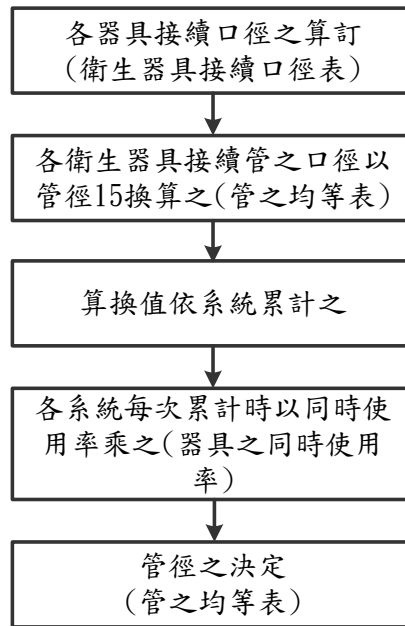 各器具接續口徑之算訂
(衛生器具接續口徑表)
各衛生器具接續管之口徑以
管徑15換算之(管之均等表)
算換值依系統累計之
各系統每次累計時以同時使
用率乘之(器具之同時使用
率)
管徑之決定
(管之均等表)